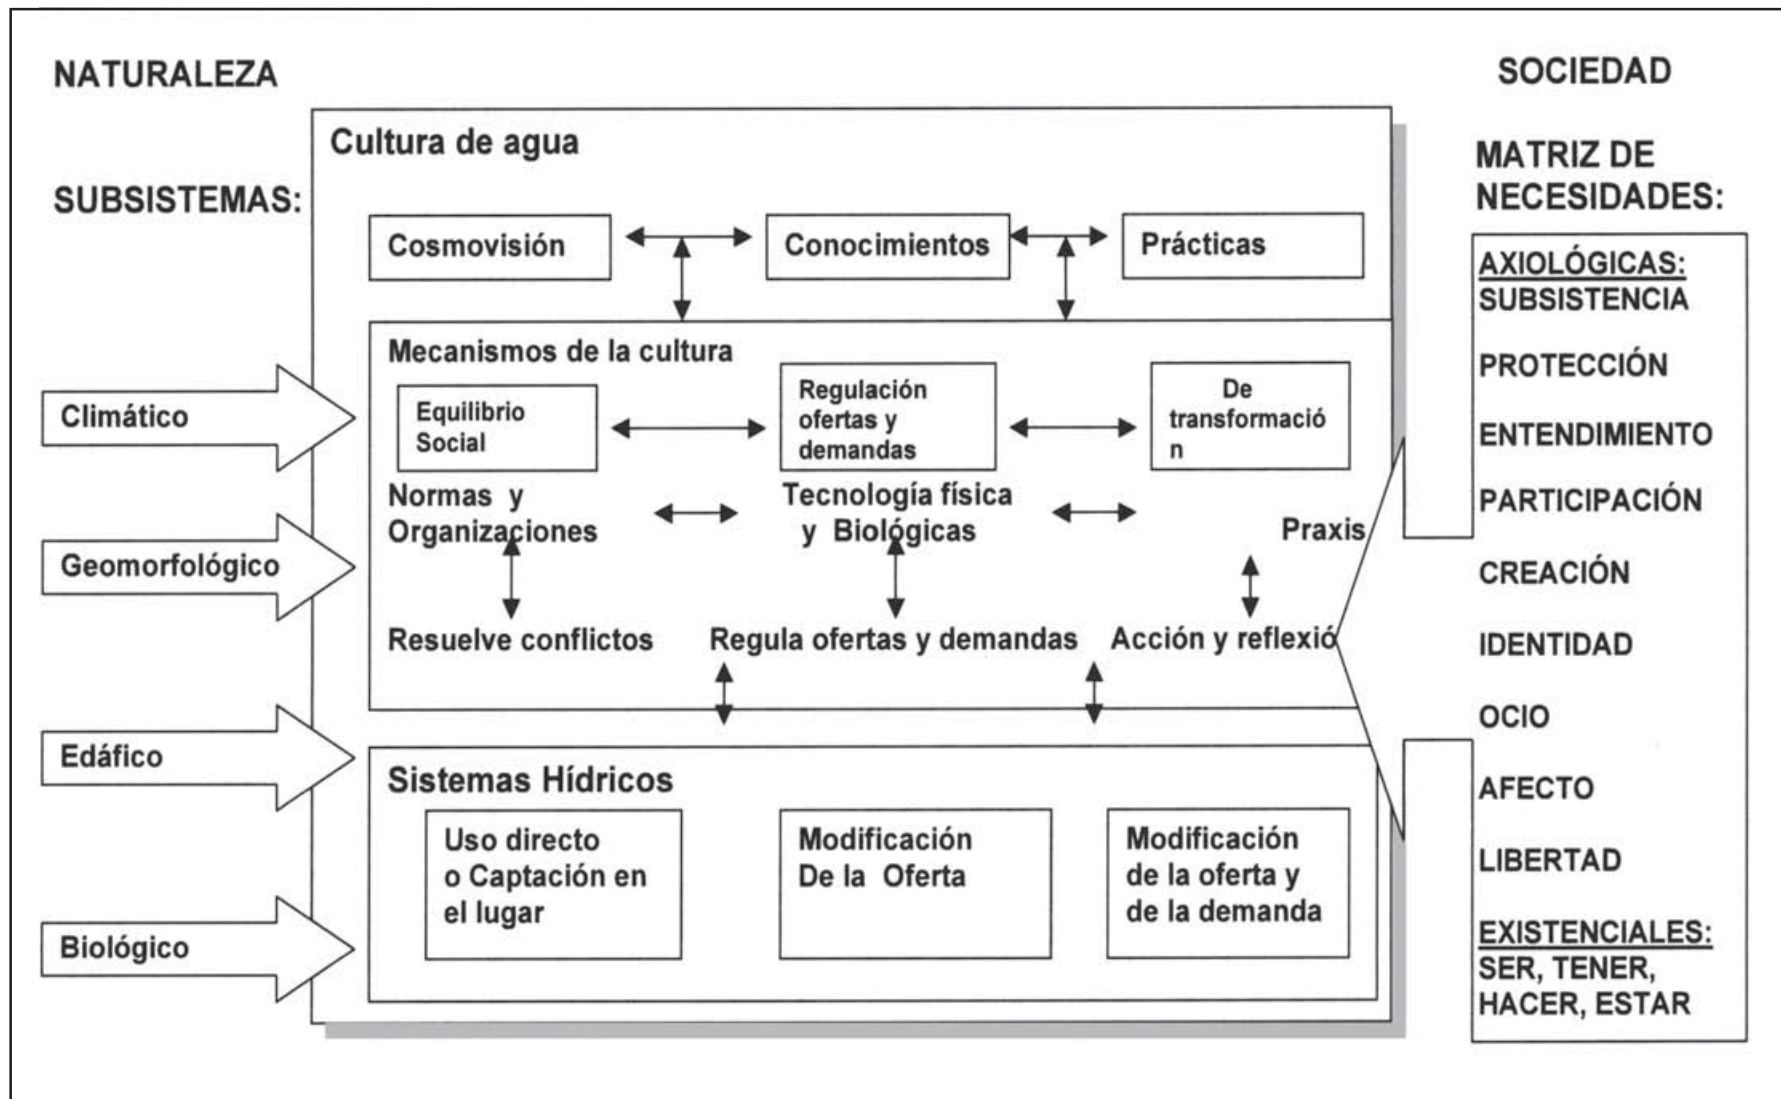 NATURALEZA
SUBSISTEMAS:
Climático
Geomorfológico
Edáfico
Biológico
Cultura de agua
Cosmovisión
Conocimientos
Prácticas
Mecanismos de la cultura
Equilibrio
Social
Regulación
ofertas y
demandas
De
transformació
n
Normas y
Organizaciones
Tecnología física
y Biológicas
Praxis
Resuelve conflictos
Regula ofertas y demandas
Acción y reflexió
Sistemas Hídricos
Uso directo
o Captación en
el lugar
Modificación
De la Oferta
Modificación
de la oferta y
de la demanda
SOCIEDAD
MATRIZ DE
NECESIDADES:
AXIOLÓGICAS:
SUBSISTENCIA
PROTECCIÓN
ENTENDIMIENTO
PARTICIPACIÓN
CREACIÓN
IDENTIDAD
OCIO
AFECTO
LIBERTAD
EXISTENCIALES:
SER, TENER,
HACER, ESTAR